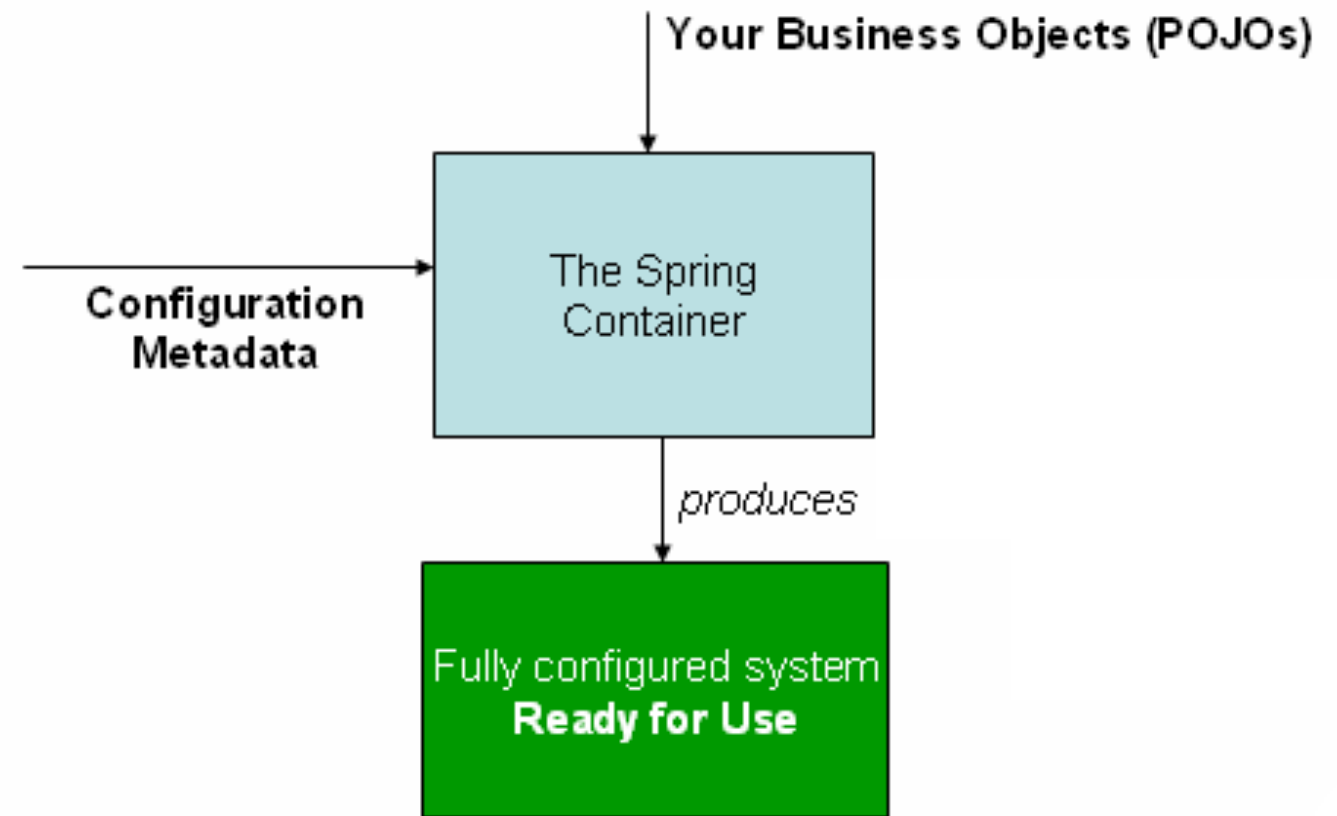 Your Business Objects (POJOs)
The Spring
Container
Configuration
Metadata
produces
Fully configured system
Ready for Use